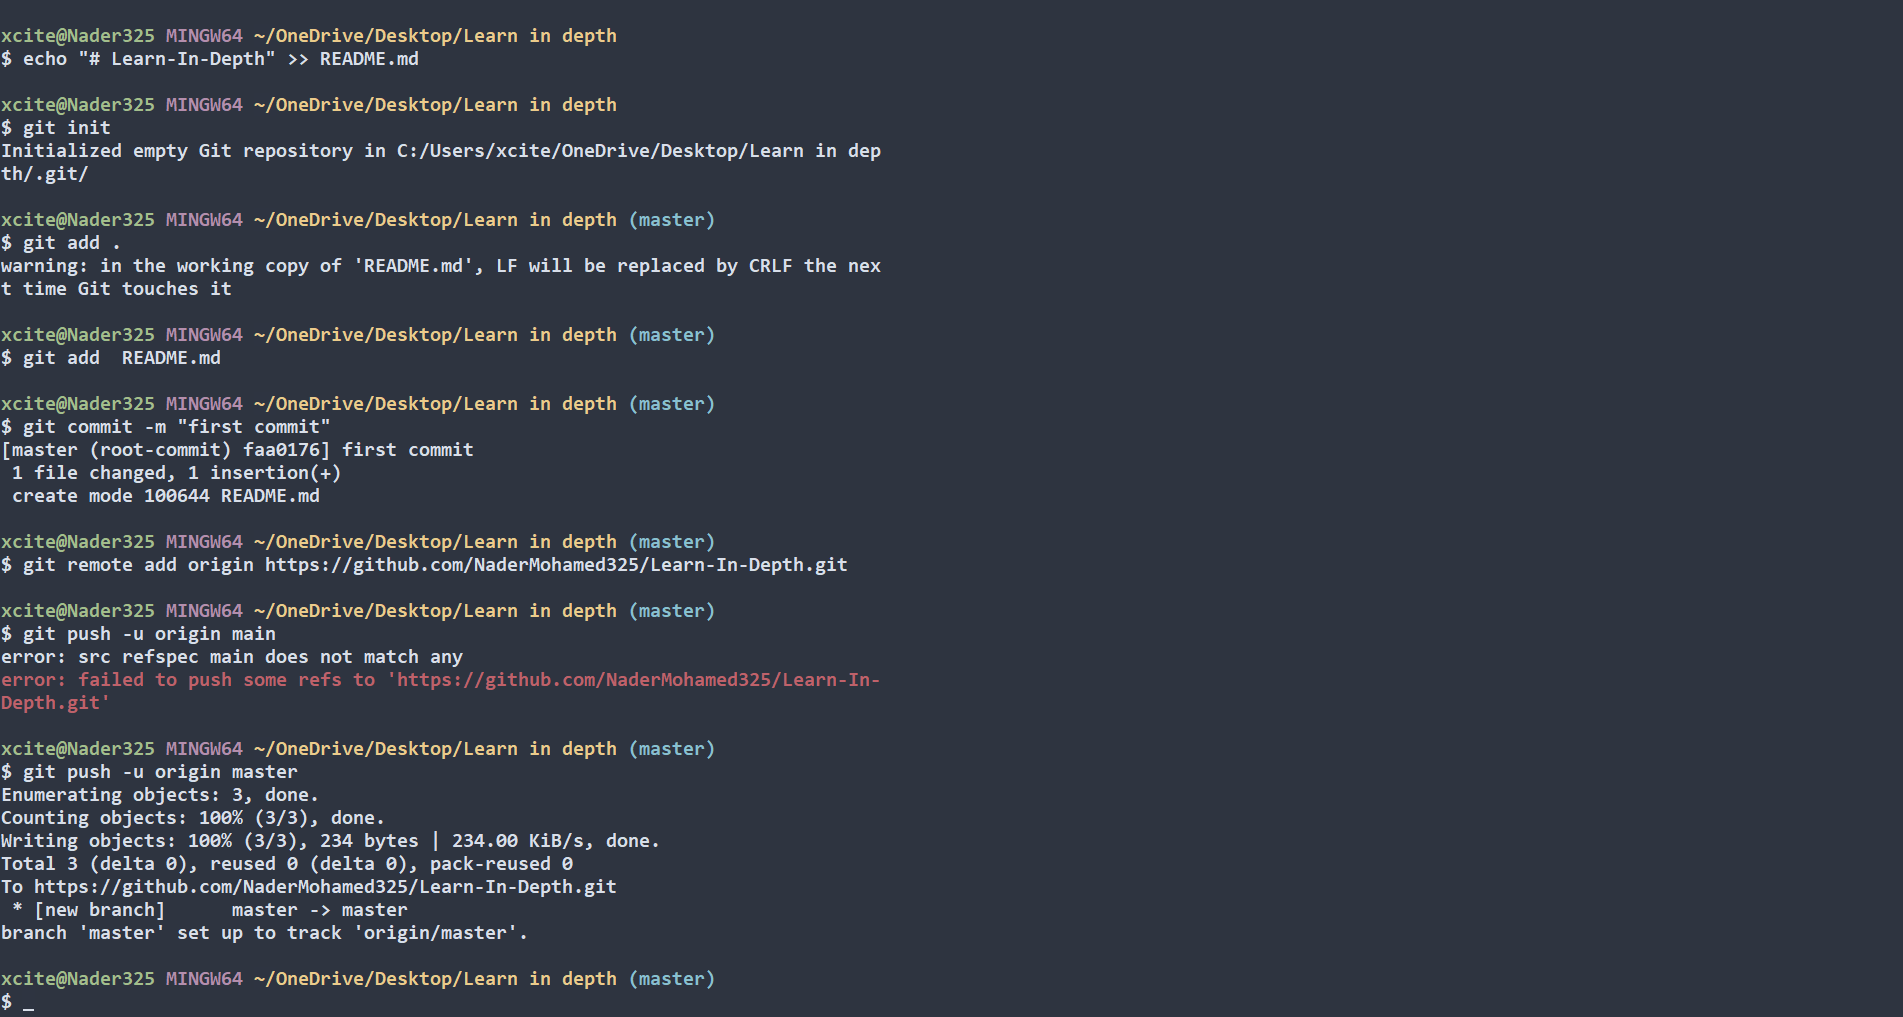 xcite@Nader325 MINGW64 ~/OneDrive/Desktop/Learn in depth
$ echo "# Learn-In-Depth" >> README.md
xcite@Nader325 MINGW64 ~/OneDrive/Desktop/Learn in depth
$ git init
Initialized empty Git repository in C:/Users/xcite/OneDrive/Desktop/Learn in dep
th/.git/
xcite@Nader325 MINGW64 ~/OneDrive/Desktop/Learn in depth (master)
$ git add .
warning: in the working copy of 'README.md', LF will be replaced by CRLF the nex
t time Git touches it
xcite@Nader325 MINGW64 ~/OneDrive/Desktop/Learn in depth (master)
$ git add  README.md
xcite@Nader325 MINGW64 ~/OneDrive/Desktop/Learn in depth (master)
$ git commit -m "first commit"
[master (root-commit) faa0176] first commit
 1 file changed, 1 insertion(+)
 create mode 100644 README.md
xcite@Nader325 MINGW64 ~/OneDrive/Desktop/Learn in depth (master)
$ git remote add origin https://github.com/NaderMohamed325/Learn-In-Depth.git
xcite@Nader325 MINGW64 ~/OneDrive/Desktop/Learn in depth (master)
$ git push -u origin main
error: src refspec main does not match any
error: failed to push some refs to 'https://github.com/NaderMohamed325/Learn-In-
Depth.git'
xcite@Nader325 MINGW64 ~/OneDrive/Desktop/Learn in depth (master)
$ git push -u origin master
Enumerating objects: 3, done.
Counting objects: 100% (3/3), done.
Writing objects: 100% (3/3), 234 bytes | 234.00 KiB/s, done.
Total 3 (delta 0), reused 0 (delta 0), pack-reused 0
To https://github.com/NaderMohamed325/Learn-In-Depth.git
 * [new branch]      master -> master
branch 'master' set up to track 'origin/master'.
xcite@Nader325 MINGW64 ~/OneDrive/Desktop/Learn in depth (master)
$ _